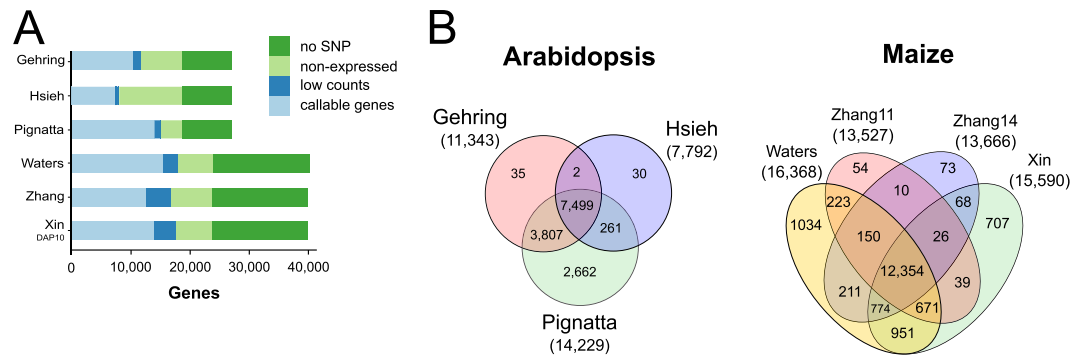 A
Gehring
Hsieh
Pignatta
Waters
Zhang
Xin
DAP10
0
10,000
20,000
30,000
40,000
Genes
no SNP
non-expressed
low counts
callable genes
B
Arabidopsis
Gehring
(11,343)
Hsieh
(7,792)
35
2
30
7,499
3,807
261
2,662
Pignatta
(14,229)
Maize
Zhang11
(13,527)
Zhang14
(13,666)
Waters
(16,368)
Xin
(15,590)
54
73
10
223
68
1034
707
150
26
12,354
211
39
774
671
951